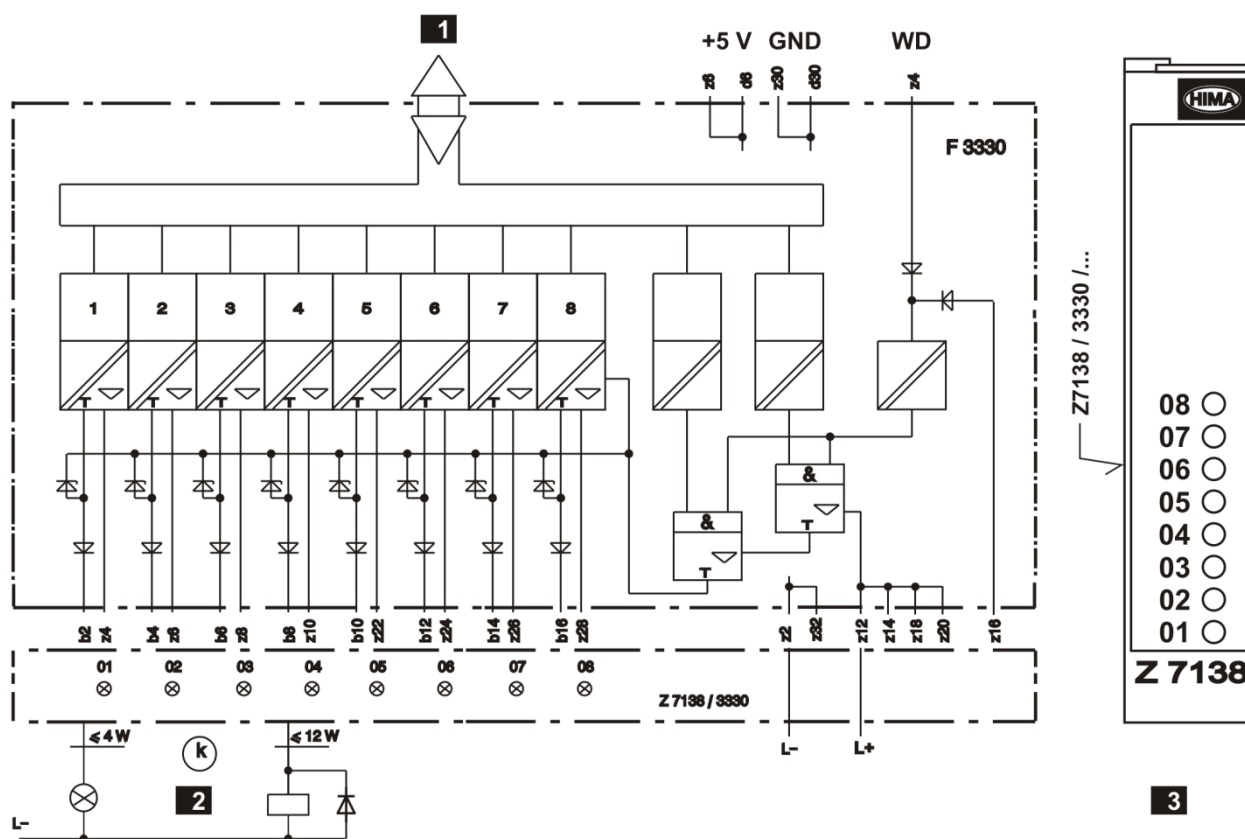 1
+5 V GND WD
z6 d6 z30 d30 z4
HIMA
F 3330
Z7138 / 3330 /...
1 2 3 4 5 6 7 8
T T T T T T T T
&
&
T
T
08
07
06
05
04
03
02
01
b2 z4 b4 z6 b6 z8 b8 z10 b10 z22 b12 z24 b14 z26 b16 z28 z2 z32 z12 z14 z18 z20 z16
01 02 03 04 05 06 07 08
Z 7138 / 3330
Z 7138
≤ 4 W k ≤ 12 W
L- L+
2
3
L-